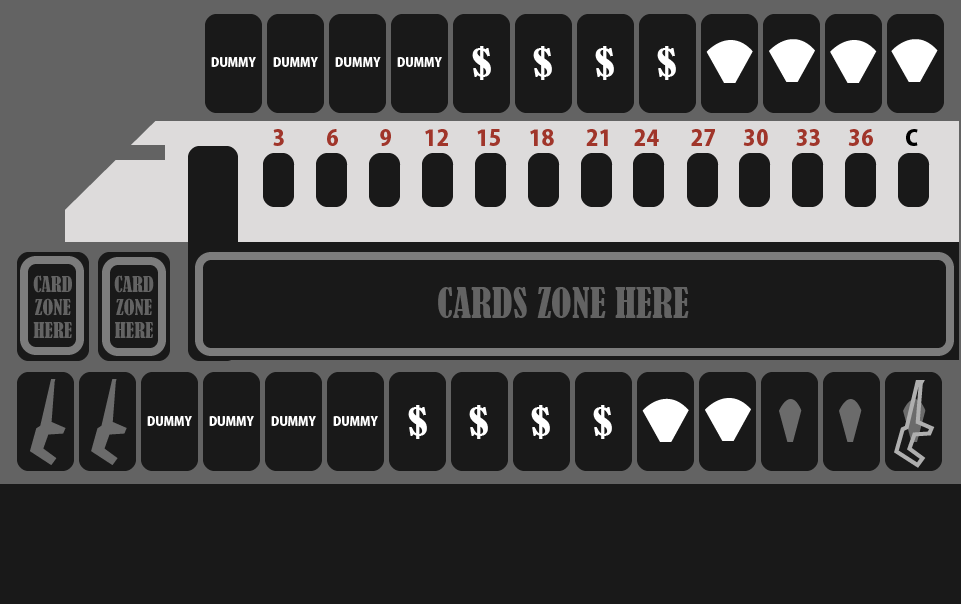 DUMMY DUMMY DUMMY DUMMY $ $ $ $
3 6 9 12 15 18 21 24 27 30 33 36 C
CARD
ZONE
HERE
CARD
ZONE
HERE
CARDS ZONE HERE
DUMMY DUMMY DUMMY DUMMY $ $ $ $